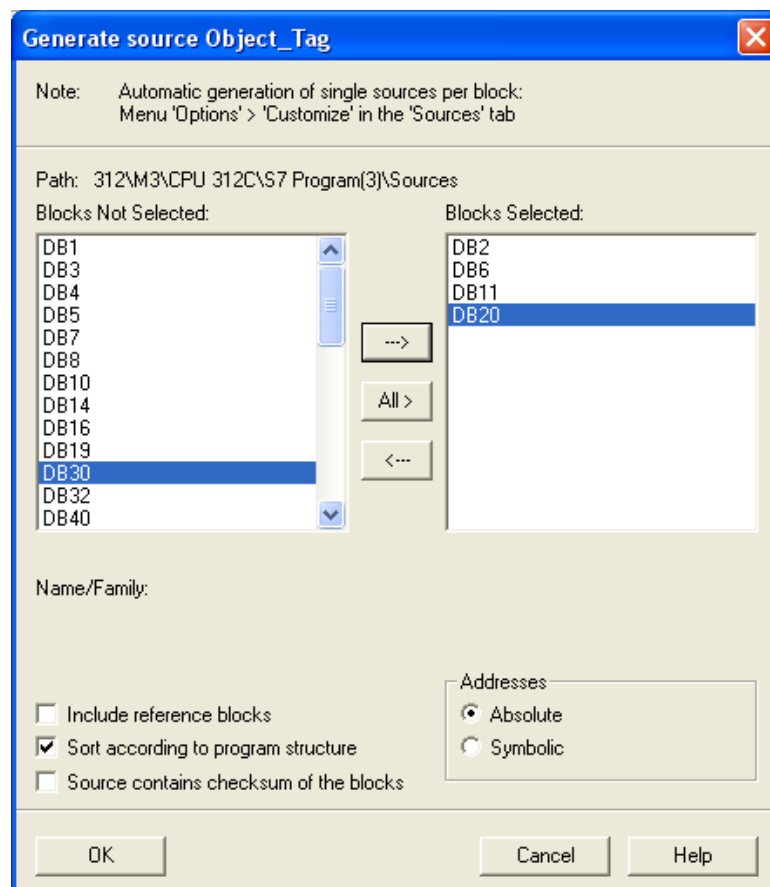 Generate source Object_Tag
Note: Automatic generation of single sources per block:
Menu 'Options' > 'Customize' in the 'Sources' tab
Path: 312\M3\CPU 312C\S7 Program(3)\Sources
Blocks Not Selected:
DB1
DB3
DB4
DB5
DB7
DB8
DB10
DB14
DB16
DB19
DB30
DB32
DB40
--->
All >
<---
Blocks Selected:
DB2
DB6
DB11
DB20
Name/Family:
Include reference blocks
Sort according to program structure
Source contains checksum of the blocks
Addresses
Absolute
Symbolic
OK
Cancel
Help